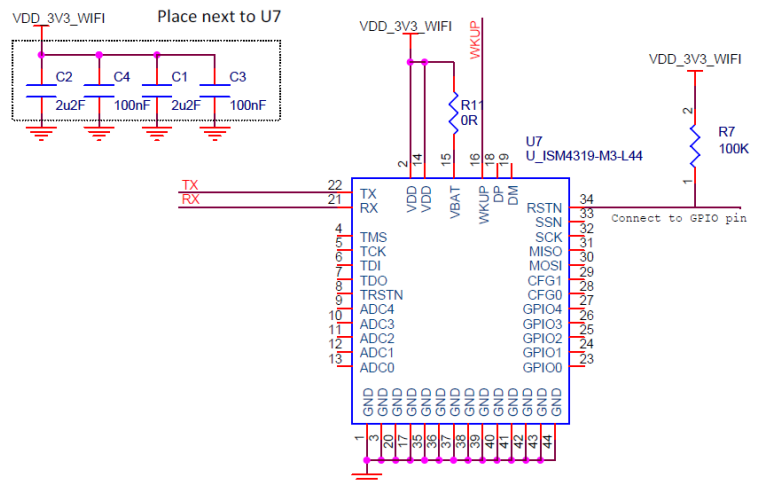 VDD_3V3_WIFI
Place next to U7
C2
2u2F
C4
100nF
C1
2u2F
C3
100nF
VDD_3V3_WIFI
WKUP
R11
0R
VDD_3V3_WIFI
2
R7
100K
1
U7
U_ISM4319-M3-L44
2
14
15
16
18
19
VDD
VDD
VBAT
WKUP
DP
DM
TX
22
TX
RX
21
RX
4
TMS
5
TCK
6
TDI
7
TDO
8
TRSTN
9
ADC4
10
ADC3
11
ADC2
12
ADC1
13
ADC0
RSTN
34
Connect to GPIO pin
SSN
33
SCK
32
MISO
31
MOSI
30
CFG1
29
CFG0
28
GPIO4
27
GPIO3
26
GPIO2
25
GPIO1
24
GPIO0
23
GND GND GND GND GND GND GND GND GND GND GND GND GND GND
1 3 20 17 35 36 37 38 39 40 41 42 43 44